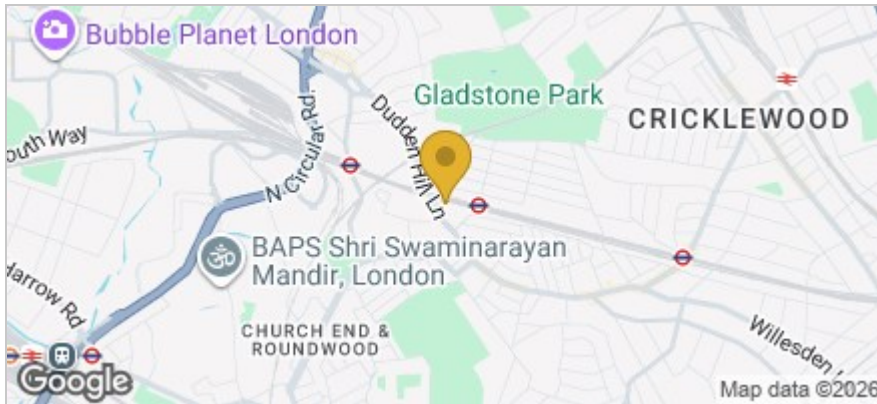 Bubble Planet London
Gladstone Park
CRICKLEWOOD
Dudden Hill Ln
outh Way
N Circular Rd.
BAPS Shri Swaminarayan
Mandir, London
Harrow Rd
CHURCH END &
ROUNDWOOD
Willesden L
Google
Map data ©2026